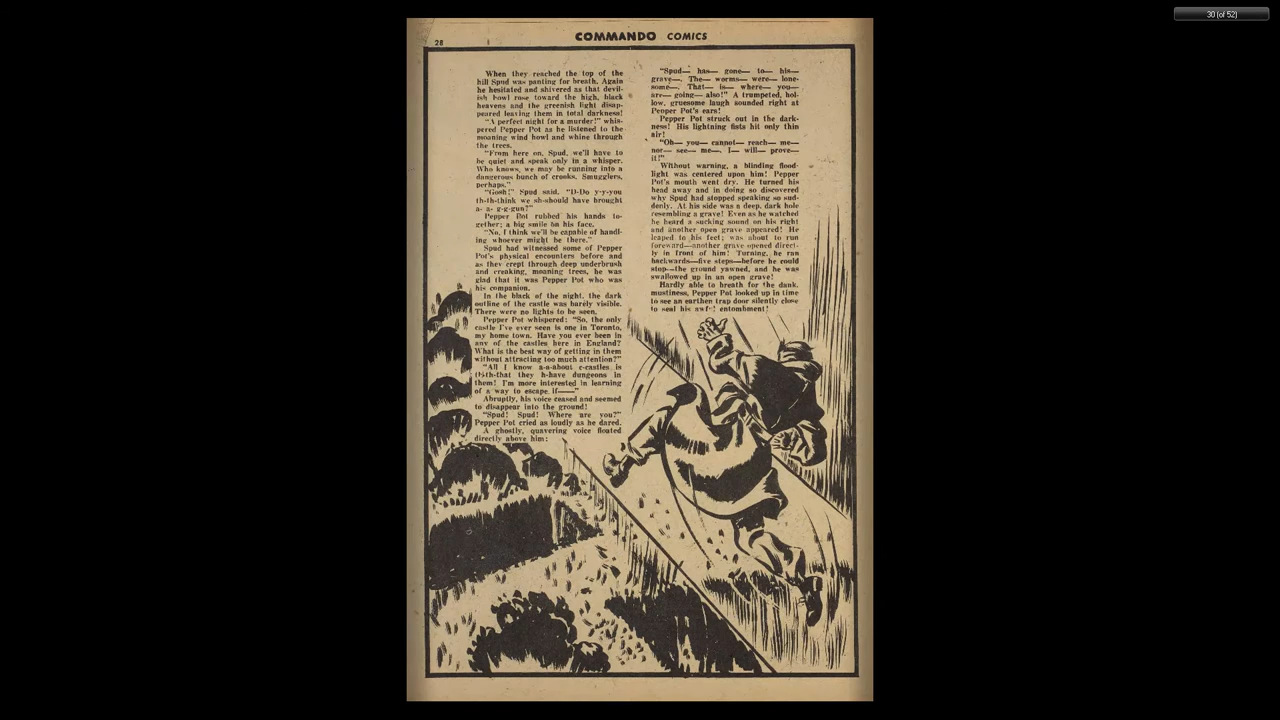 30 (of 52)
28
COMMANDO COMICS
When they reached the top of the
hill Spud was panting for breath. Again
he hesitated and shivered as that devil-
ish howl rose toward the high, black
heavens and the greenish light disap-
peared leaving them in total darkness!
"A perfect night for a murder!" whis-
pered Pepper Pot as he listened to the
moaning wind howl and whine through
the trees.
"From here on, Spud, we'll have to
be quiet and speak only in a whisper.
Who knows, we may be running into a
dangerous bunch of crooks. Smugglers,
perhaps."
"Gosh!" Spud said. "D-Do y-y-you
th-th-think we sh-should have brought
a- a- g-g-gun?"
Pepper Pot rubbed his hands to-
gether; a big smile on his face.
"No, I think we'll be capable of handl-
ing whoever might be there."
Spud had witnessed some of Pepper
Pot's physical encounters before and
as they crept through deep underbrush
and creaking, moaning trees, he was
glad that it was Pepper Pot who was
his companion.
In the black of the night, the dark
outline of the castle was barely visible.
There were no lights to be seen.
Pepper Pot whispered: "So, the only
castle I've ever seen is one in Toronto,
my home town. Have you ever been in
any of the castles here in England?
What is the best way of getting in them
without attracting too much attention?"
"All I know a-a-about c-castles is
th-th-that they h-have dungeons in
them! I'm more interested in learning
of a way to escape if——"
Abruptly, his voice ceased and seemed
to disappear into the ground!
"Spud! Spud! Where are you?"
Pepper Pot cried as loudly as he dared.
A ghostly, quavering voice floated
directly above him:
"Spud— has— gone— to— his—
grave—. The— worms— were— lone-
some—. That— is— where— you—
are— going— also!" A trumpeted, hol-
low, gruesome laugh sounded right at
Pepper Pot's ears!
Pepper Pot struck out in the dark-
ness! His lightning fists hit only thin
air!
"Oh— you— cannot— reach— me—
nor— see— me—. I— will— prove—
it!"
Without warning, a blinding flood-
light was centered upon him! Pepper
Pot's mouth went dry. He turned his
head away and in doing so discovered
why Spud had stopped speaking so sud-
denly. At his side was a deep, dark hole
resembling a grave! Even as he watched
he heard a sucking sound on his right
and another open grave appeared! He
leaped to his feet; was about to run
foreward—another grave opened direct-
ly in front of him! Turning, he ran
backwards—five steps—before he could
stop—the ground yawned, and he was
swallowed up in an open grave!
Hardly able to breath for the dank,
mustiness, Pepper Pot looked up in time
to see an earthen trap door silently close
to seal his awful entombment!